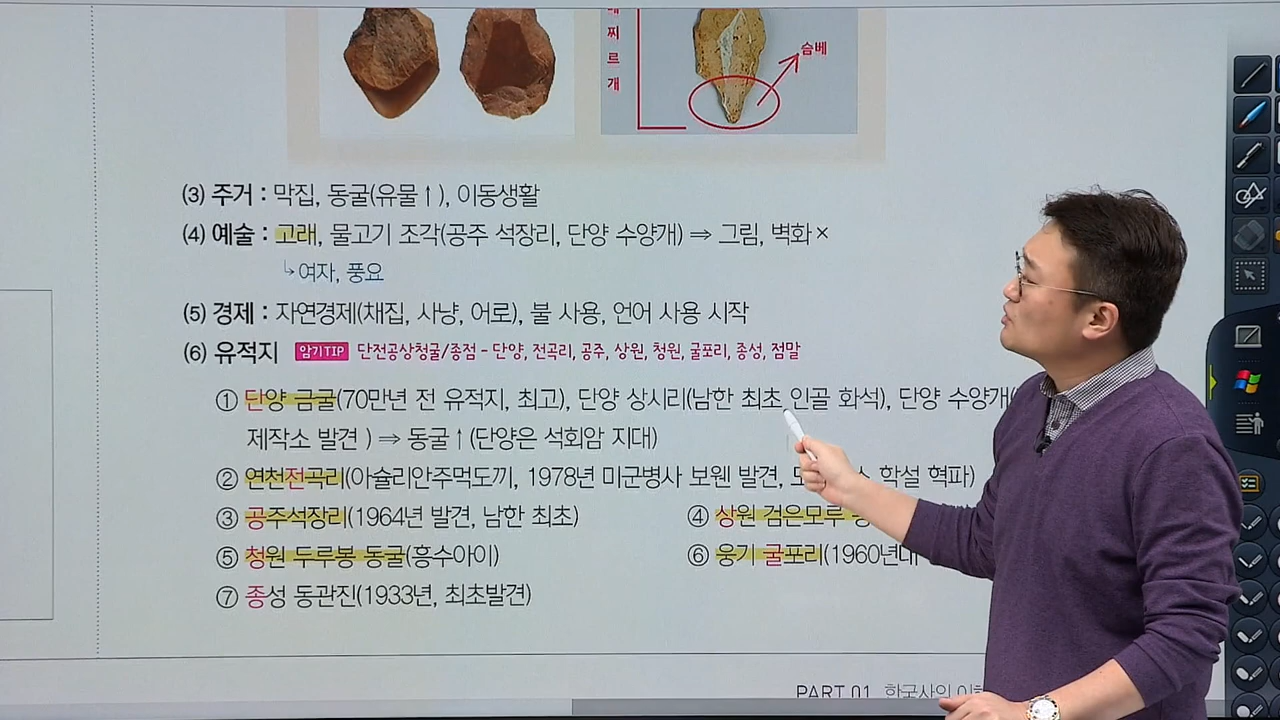 찌
르
개
슴베
(3) 주거 : 막집, 동굴(유물↑), 이동생활
(4) 예술 : 고래, 물고기 조각(공주 석장리, 단양 수양개) ⇒ 그림, 벽화×
↳여자, 풍요
(5) 경제 : 자연경제(채집, 사냥, 어로), 불 사용, 언어 사용 시작
(6) 유적지 암기TIP 단전공상청굴/종점 - 단양, 전곡리, 공주, 상원, 청원, 굴포리, 종성, 점말
① 단양 금굴(70만년 전 유적지, 최고), 단양 상시리(남한 최초 인골 화석), 단양 수양개(
제작소 발견 ) ⇒ 동굴↑(단양은 석회암 지대)
② 연천전곡리(아슐리안주먹도끼, 1978년 미군병사 보웬 발견, 학설 혁파)
③ 공주석장리(1964년 발견, 남한 최초) ④ 상원 검은모루
⑤ 청원 두루봉 동굴(흥수아이) ⑥ 웅기 굴포리(1960년대
⑦ 종성 동관진(1933년, 최초발견)
PART 01 한국사의